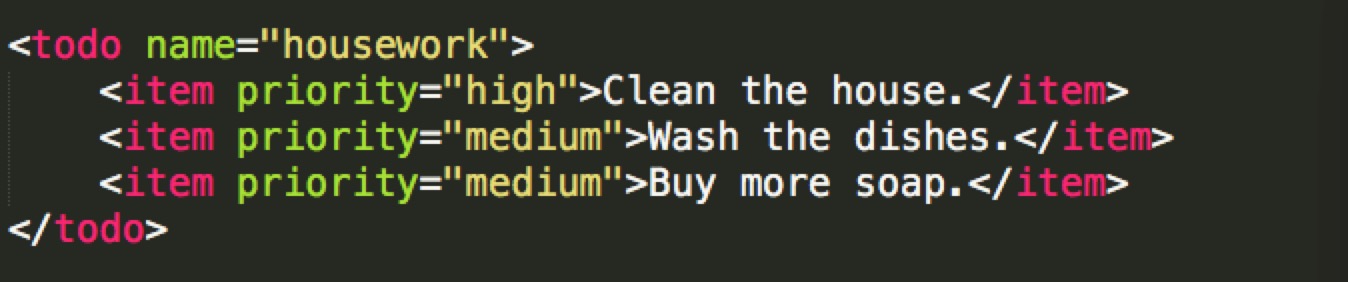 <todo name="housework">
    <item priority="high">Clean the house.</item>
    <item priority="medium">Wash the dishes.</item>
    <item priority="medium">Buy more soap.</item>
</todo>